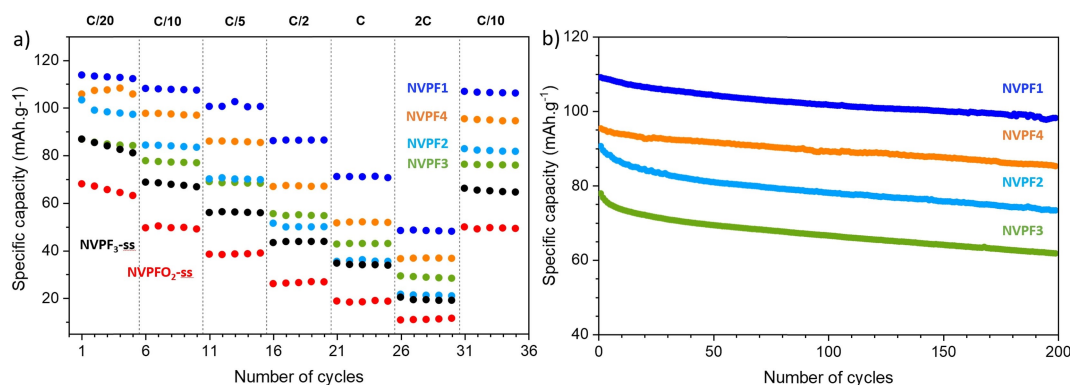 C/20 C/10 C/5 C/2 C 2C C/10
a)
120
100
80
60
40
20
Specific capacity (mAh.g-1)
NVPF1
NVPF4
NVPF2
NVPF3
NVPF₃-ss
NVPFO₂-ss
1 6 11 16 21 26 31 36
Number of cycles
b)
120
100
80
60
40
Specific capacity (mAh.g-1)
NVPF1
NVPF4
NVPF2
NVPF3
0 50 100 150 200
Number of cycles